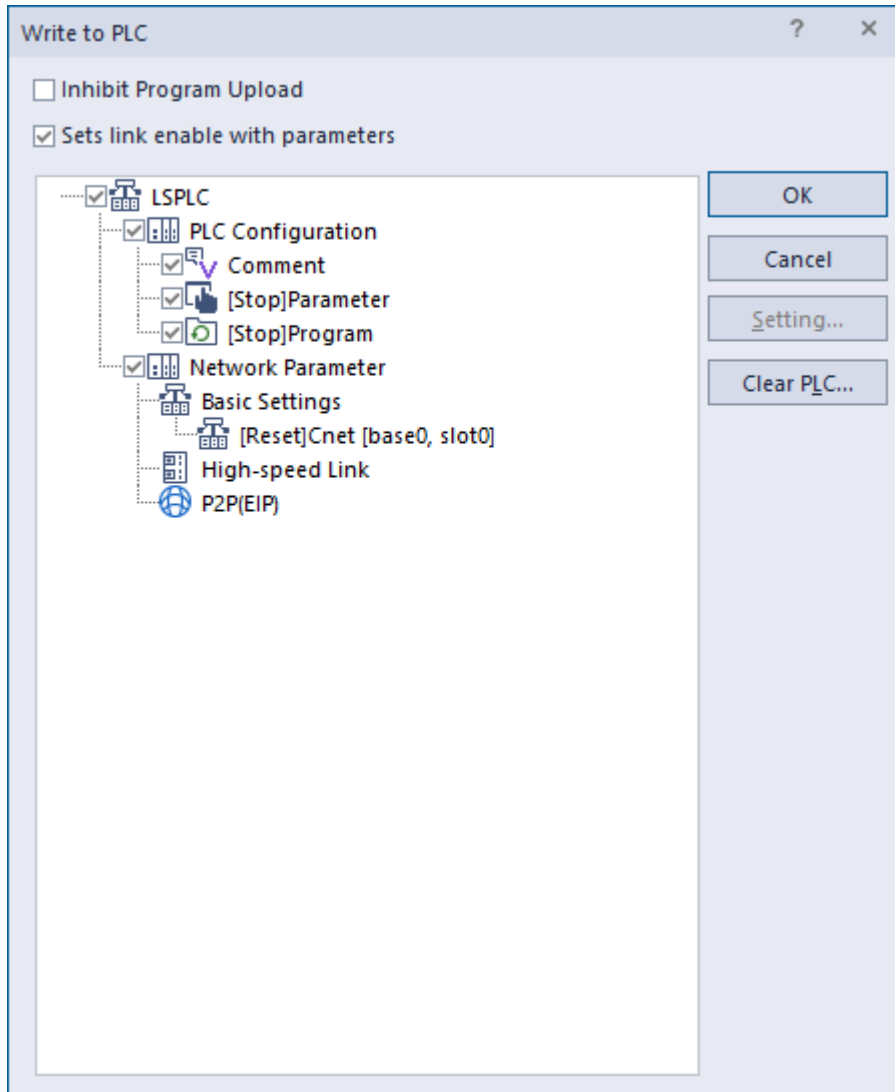 Write to PLC
Inhibit Program Upload
Sets link enable with parameters
LSPLC
PLC Configuration
Comment
[Stop]Parameter
[Stop]Program
Network Parameter
Basic Settings
[Reset]Cnet [base0, slot0]
High-speed Link
P2P(EIP)
OK
Cancel
Setting...
Clear PLC...